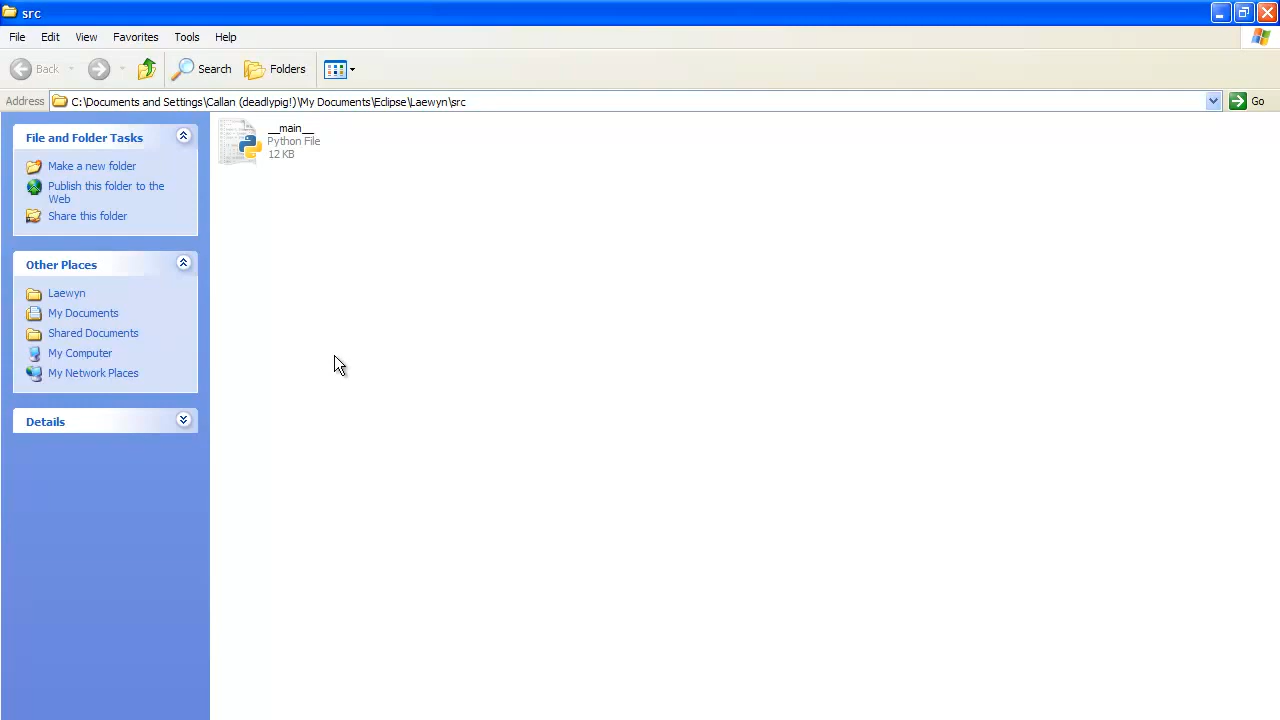 src
File Edit View Favorites Tools Help
Back Search Folders
Address C:\Documents and Settings\Callan (deadlypig!)\My Documents\Eclipse\Laewyn\src Go
File and Folder Tasks
Make a new folder
Publish this folder to the
Web
Share this folder
Other Places
Laewyn
My Documents
Shared Documents
My Computer
My Network Places
Details
__main__
Python File
12 KB